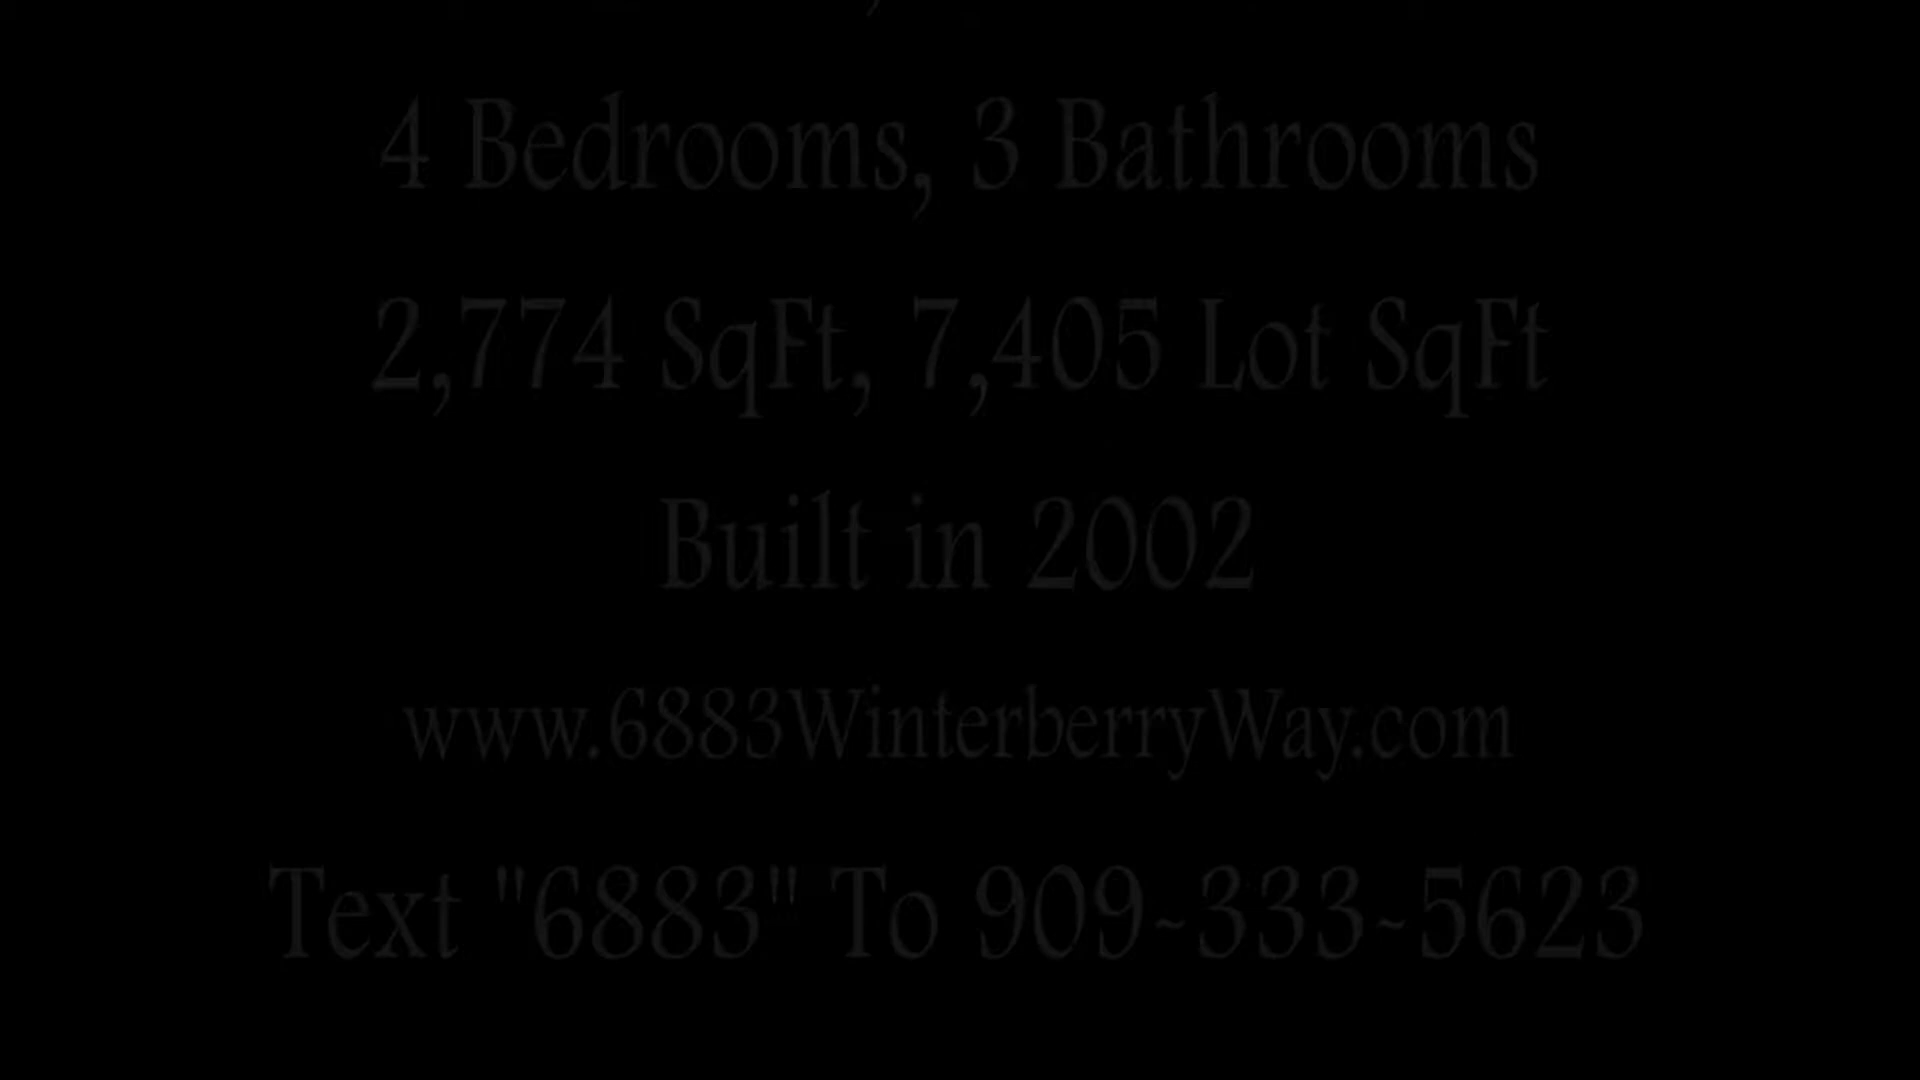 4 Bedrooms, 3 Bathrooms
2,774 SqFt, 7,405 Lot SqFt
Built in 2002
www.6883WinterberryWay.com
Text "6883" To 909-333-5623